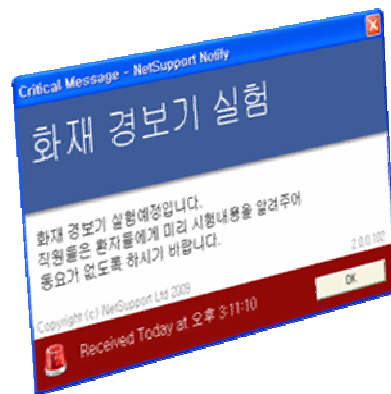 Critical Message - NetSupport Notify
화재 경보기 실험
화재 경보기 실험예정입니다.
직원들은 환자들에게 미리 시험내용을 알려주어
동요가 없도록 하시기 바랍니다.
2.0.0.102
Copyright (c) NetSupport Ltd 2009
OK
Received Today at 오후 3:11:10